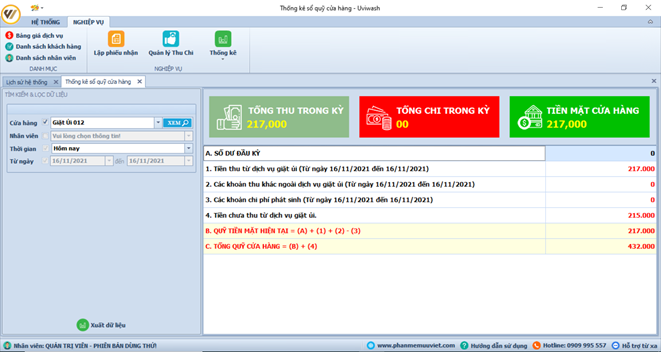 Thống kê sổ quỹ cửa hàng - Uviwash
HỆ THỐNG NGHIỆP VỤ
Bảng giá dịch vụ
Danh sách khách hàng
Danh sách nhân viên
DANH MỤC
Lập phiếu nhận Quản lý Thu Chi Thống kê
NGHIỆP VỤ
Lịch sử hệ thống Thống kê sổ quỹ cửa hàng
TÌM KIẾM & LỌC DỮ LIỆU
Cửa hàng Giặt Ủi 012 XEM
Nhân viên Vui lòng chọn thông tin!
Thời gian Hôm nay
Từ ngày 16/11/2021 đến 16/11/2021
Xuất dữ liệu
TỔNG THU TRONG KỲ
217,000
TỔNG CHI TRONG KỲ
00
TIỀN MẶT CỬA HÀNG
217,000
A. SỐ DƯ ĐẦU KỲ 0
1. Tiền thu từ dịch vụ giặt ủi (Từ ngày 16/11/2021 đến 16/11/2021) 217.000
2. Các khoản thu khác ngoài dịch vụ giặt ủi (Từ ngày 16/11/2021 đến 16/11/2021) 0
3. Các khoản chi phí phát sinh (Từ ngày 16/11/2021 đến 16/11/2021) 0
4. Tiền chưa thu từ dịch vụ giặt ủi. 215.000
B. QUỸ TIỀN MẶT HIỆN TẠI = (A) + (1) + (2) - (3) 217.000
C. TỔNG QUỸ CỬA HÀNG = (B) + (4) 432.000
Nhân viên: QUẢN TRỊ VIÊN - PHIÊN BẢN DÙNG THỬ! www.phanmemuuviet.com Hướng dẫn sử dụng Hotline: 0909 995 557 Hỗ trợ từ xa